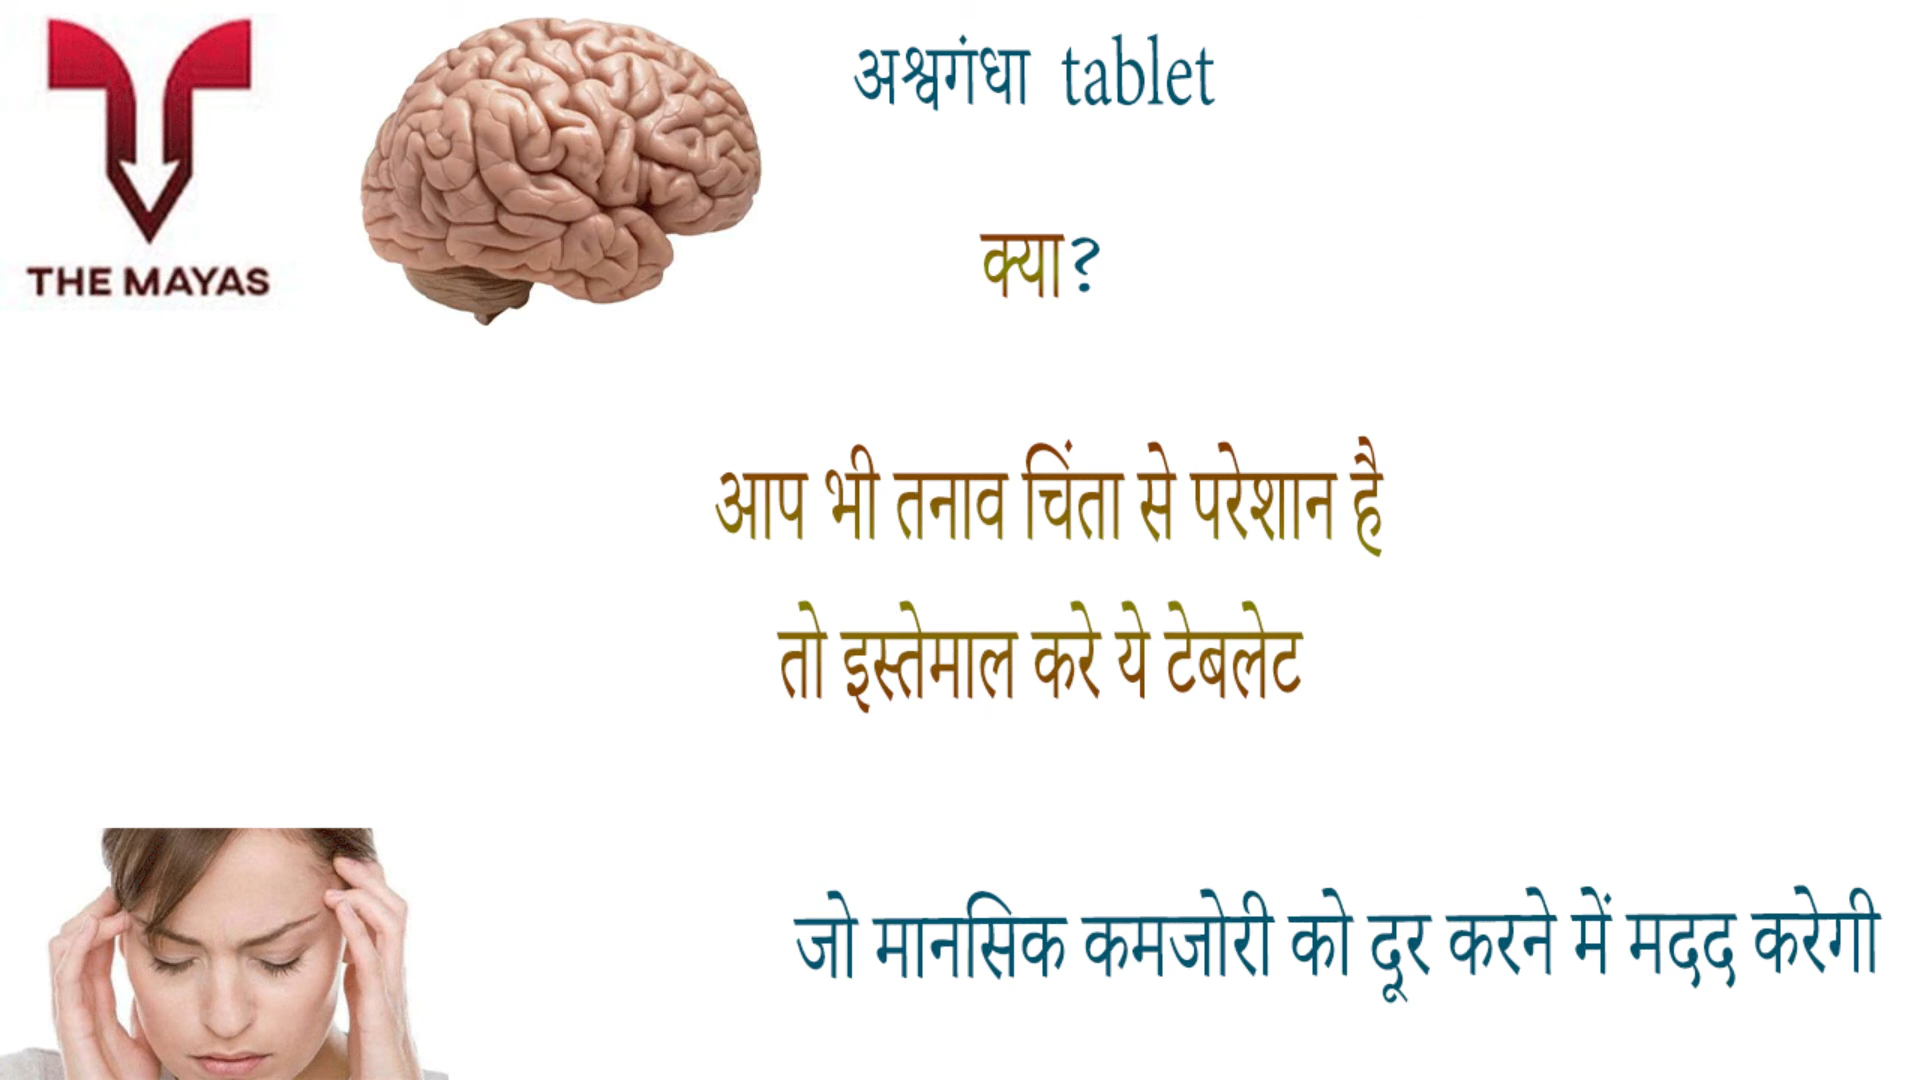 THE MAYAS
अश्वगंधा tablet
क्या?
आप भी तनाव चिंता से परेशान है
तो इस्तेमाल करे ये टेबलेट
जो मानसिक कमजोरी को दूर करने में मदद करेगी